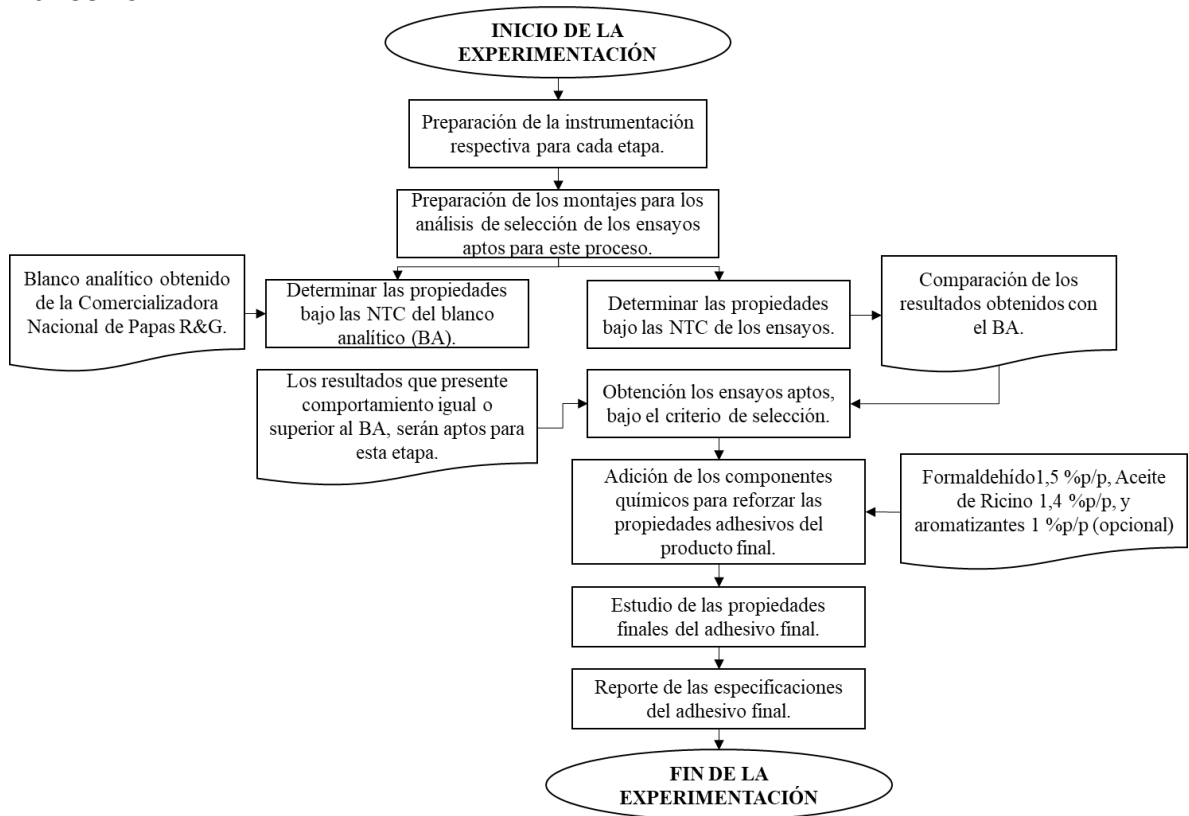 INICIO DE LA
EXPERIMENTACIÓN
Preparación de la instrumentación
respectiva para cada etapa.
Preparación de los montajes para los
análisis de selección de los ensayos
aptos para este proceso.
Blanco analítico obtenido
de la Comercializadora
Nacional de Papas R&G.
Determinar las propiedades
bajo las NTC del blanco
analítico (BA).
Determinar las propiedades
bajo las NTC de los ensayos.
Comparación de los
resultados obtenidos con
el BA.
Los resultados que presente
comportamiento igual o
superior al BA, serán aptos para
esta etapa.
Obtención los ensayos aptos,
bajo el criterio de selección.
Adición de los componentes
químicos para reforzar las
propiedades adhesivos del
producto final.
Formaldehído1,5 %p/p, Aceite
de Ricino 1,4 %p/p, y
aromatizantes 1 %p/p (opcional)
Estudio de las propiedades
finales del adhesivo final.
Reporte de las especificaciones
del adhesivo final.
FIN DE LA
EXPERIMENTACIÓN